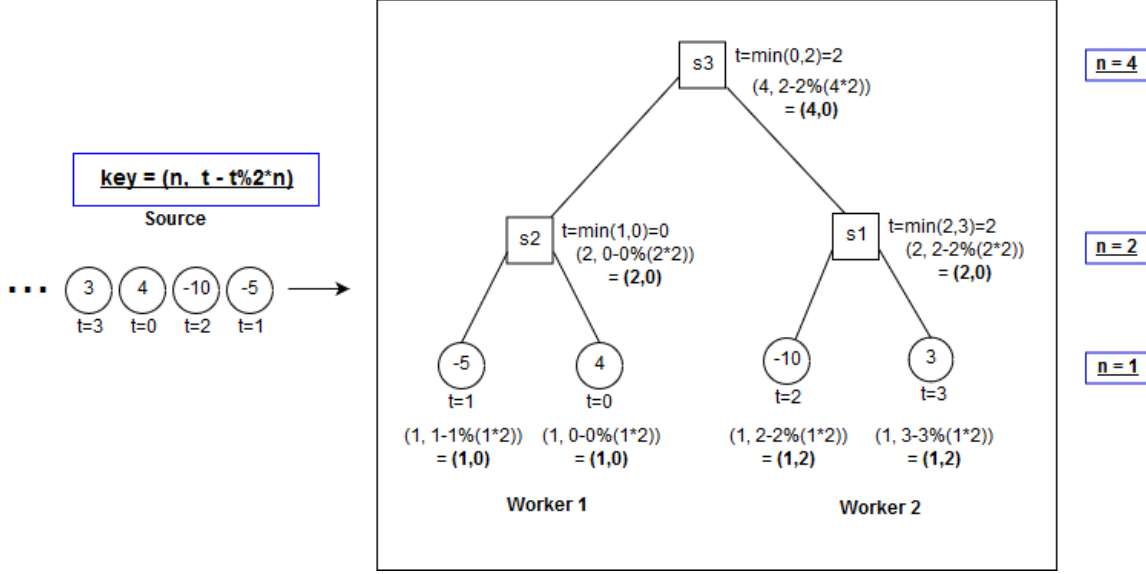 s3
t=min(0,2)=2
(4, 2-2%(4*2))
= (4,0)
n = 4
key = (n, t - t%2*n)
Source
s2
t=min(1,0)=0
(2, 0-0%(2*2))
= (2,0)
s1
t=min(2,3)=2
(2, 2-2%(2*2))
= (2,0)
n = 2
...
3
4
-10
-5
t=3
t=0
t=2
t=1
-5
4
-10
3
t=1
t=0
t=2
t=3
n = 1
(1, 1-1%(1*2))
= (1,0)
(1, 0-0%(1*2))
= (1,0)
(1, 2-2%(1*2))
= (1,2)
(1, 3-3%(1*2))
= (1,2)
Worker 1
Worker 2